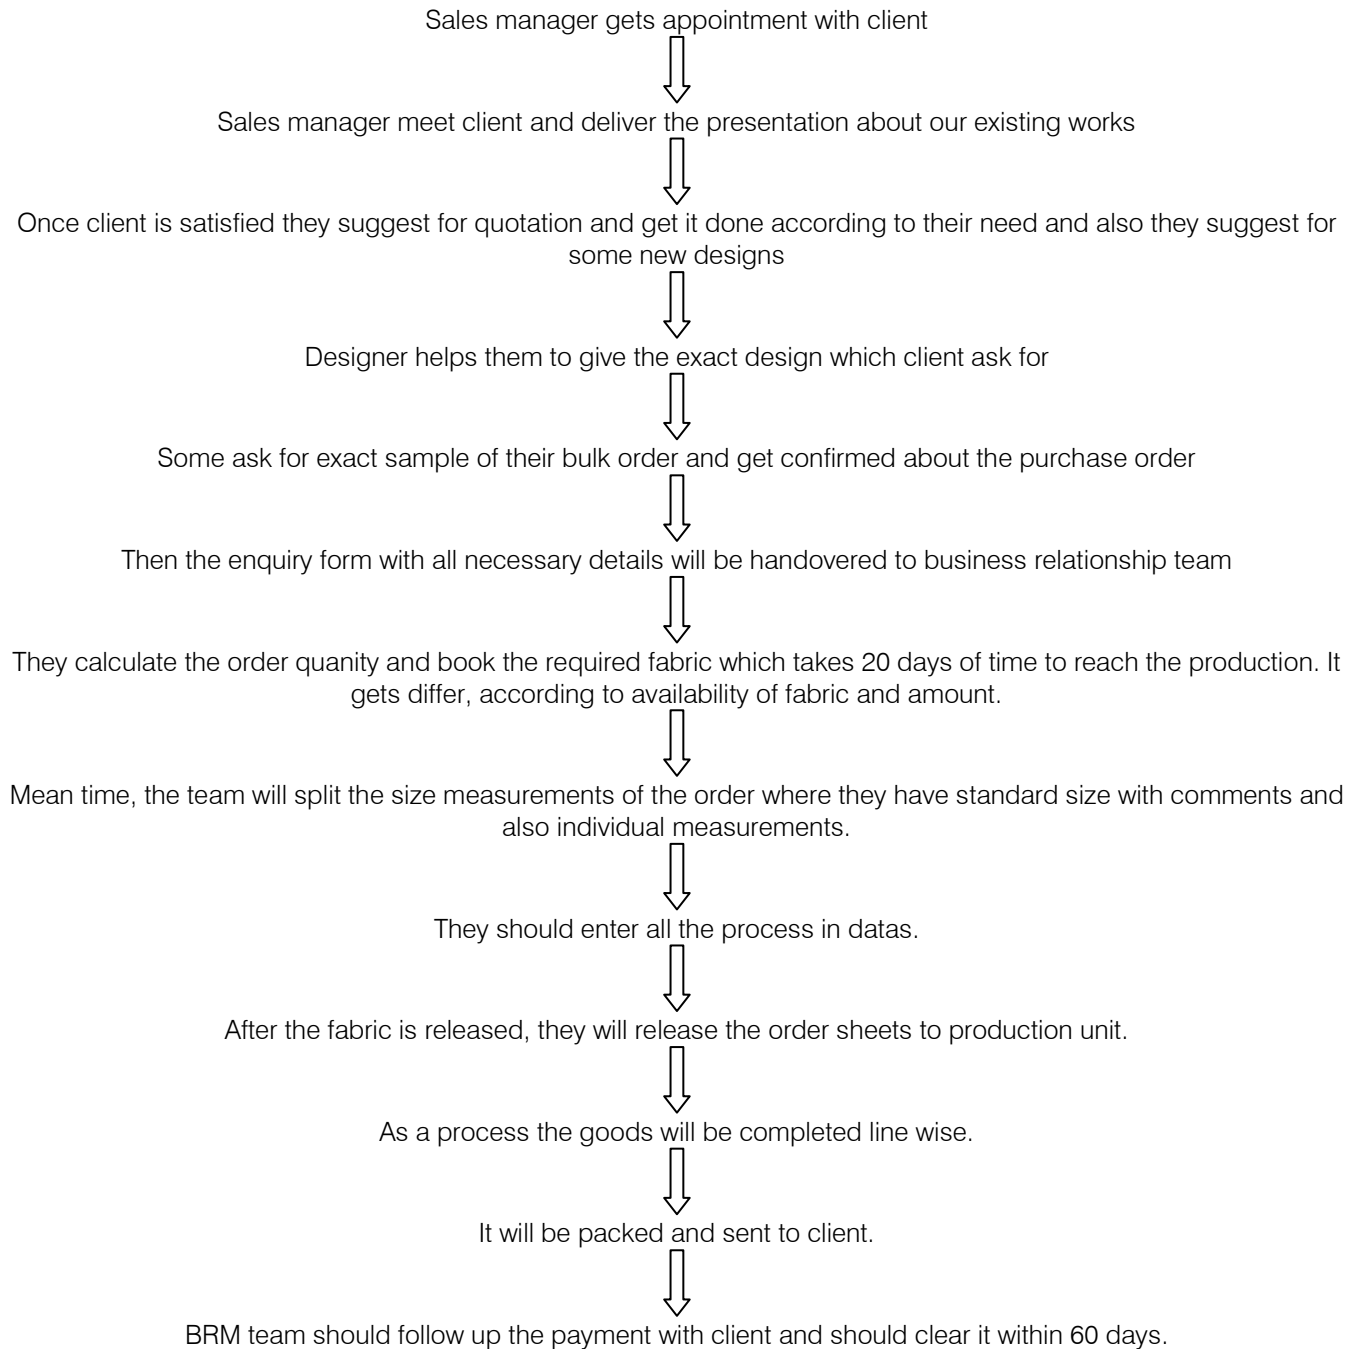 Sales manager gets appointment with client
Sales manager meet client and deliver the presentation about our existing works
Once client is satisfied they suggest for quotation and get it done according to their need and also they suggest for
some new designs
Designer helps them to give the exact design which client ask for
Some ask for exact sample of their bulk order and get confirmed about the purchase order
Then the enquiry form with all necessary details will be handovered to business relationship team
They calculate the order quanity and book the required fabric which takes 20 days of time to reach the production. It
gets differ, according to availability of fabric and amount.
Mean time, the team will split the size measurements of the order where they have standard size with comments and
also individual measurements.
They should enter all the process in datas.
After the fabric is released, they will release the order sheets to production unit.
As a process the goods will be completed line wise.
It will be packed and sent to client.
BRM team should follow up the payment with client and should clear it within 60 days.